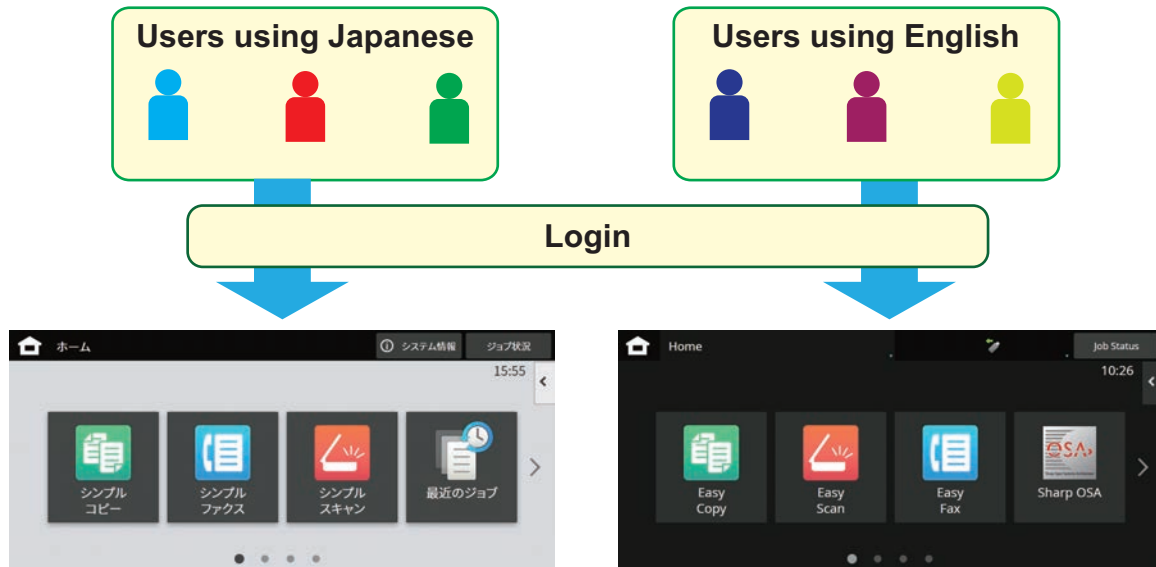 Users using Japanese
Users using English
Login
ホーム
システム情報
ジョブ状況
15:55
シンプル
コピー
シンプル
ファクス
シンプル
スキャン
最近のジョブ
Home
Job Status
10:26
Easy
Copy
Easy
Scan
Easy
Fax
OSA
Sharp OSA